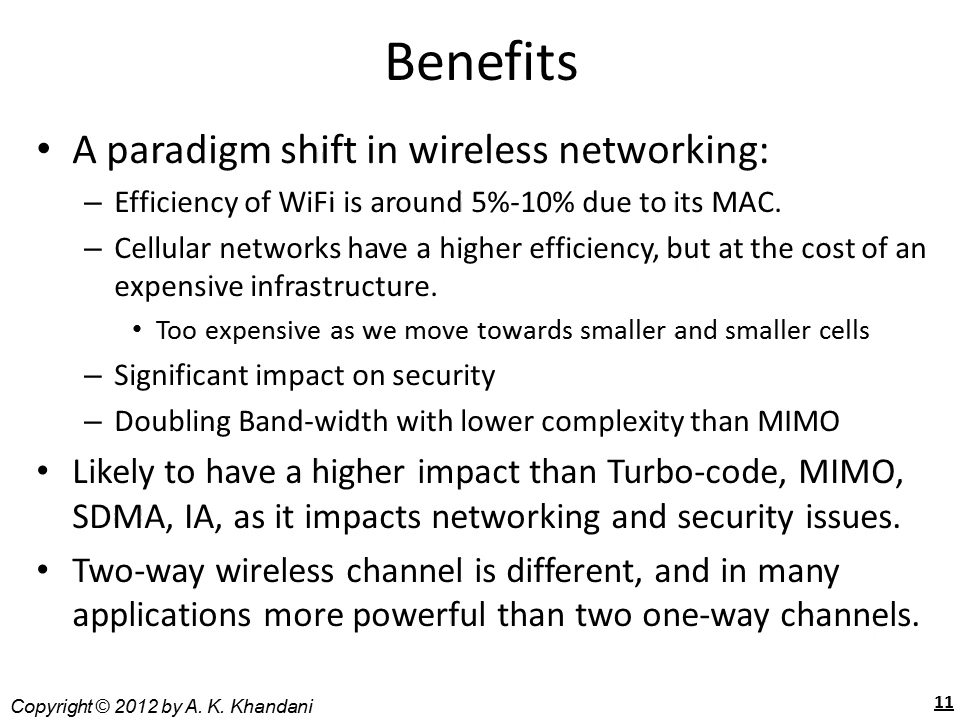 Benefits
• A paradigm shift in wireless networking:
– Efficiency of WiFi is around 5%-10% due to its MAC.
– Cellular networks have a higher efficiency, but at the cost of an
expensive infrastructure.
• Too expensive as we move towards smaller and smaller cells
– Significant impact on security
– Doubling Band-width with lower complexity than MIMO
• Likely to have a higher impact than Turbo-code, MIMO,
SDMA, IA, as it impacts networking and security issues.
• Two-way wireless channel is different, and in many
applications more powerful than two one-way channels.
Copyright © 2012 by A. K. Khandani
11